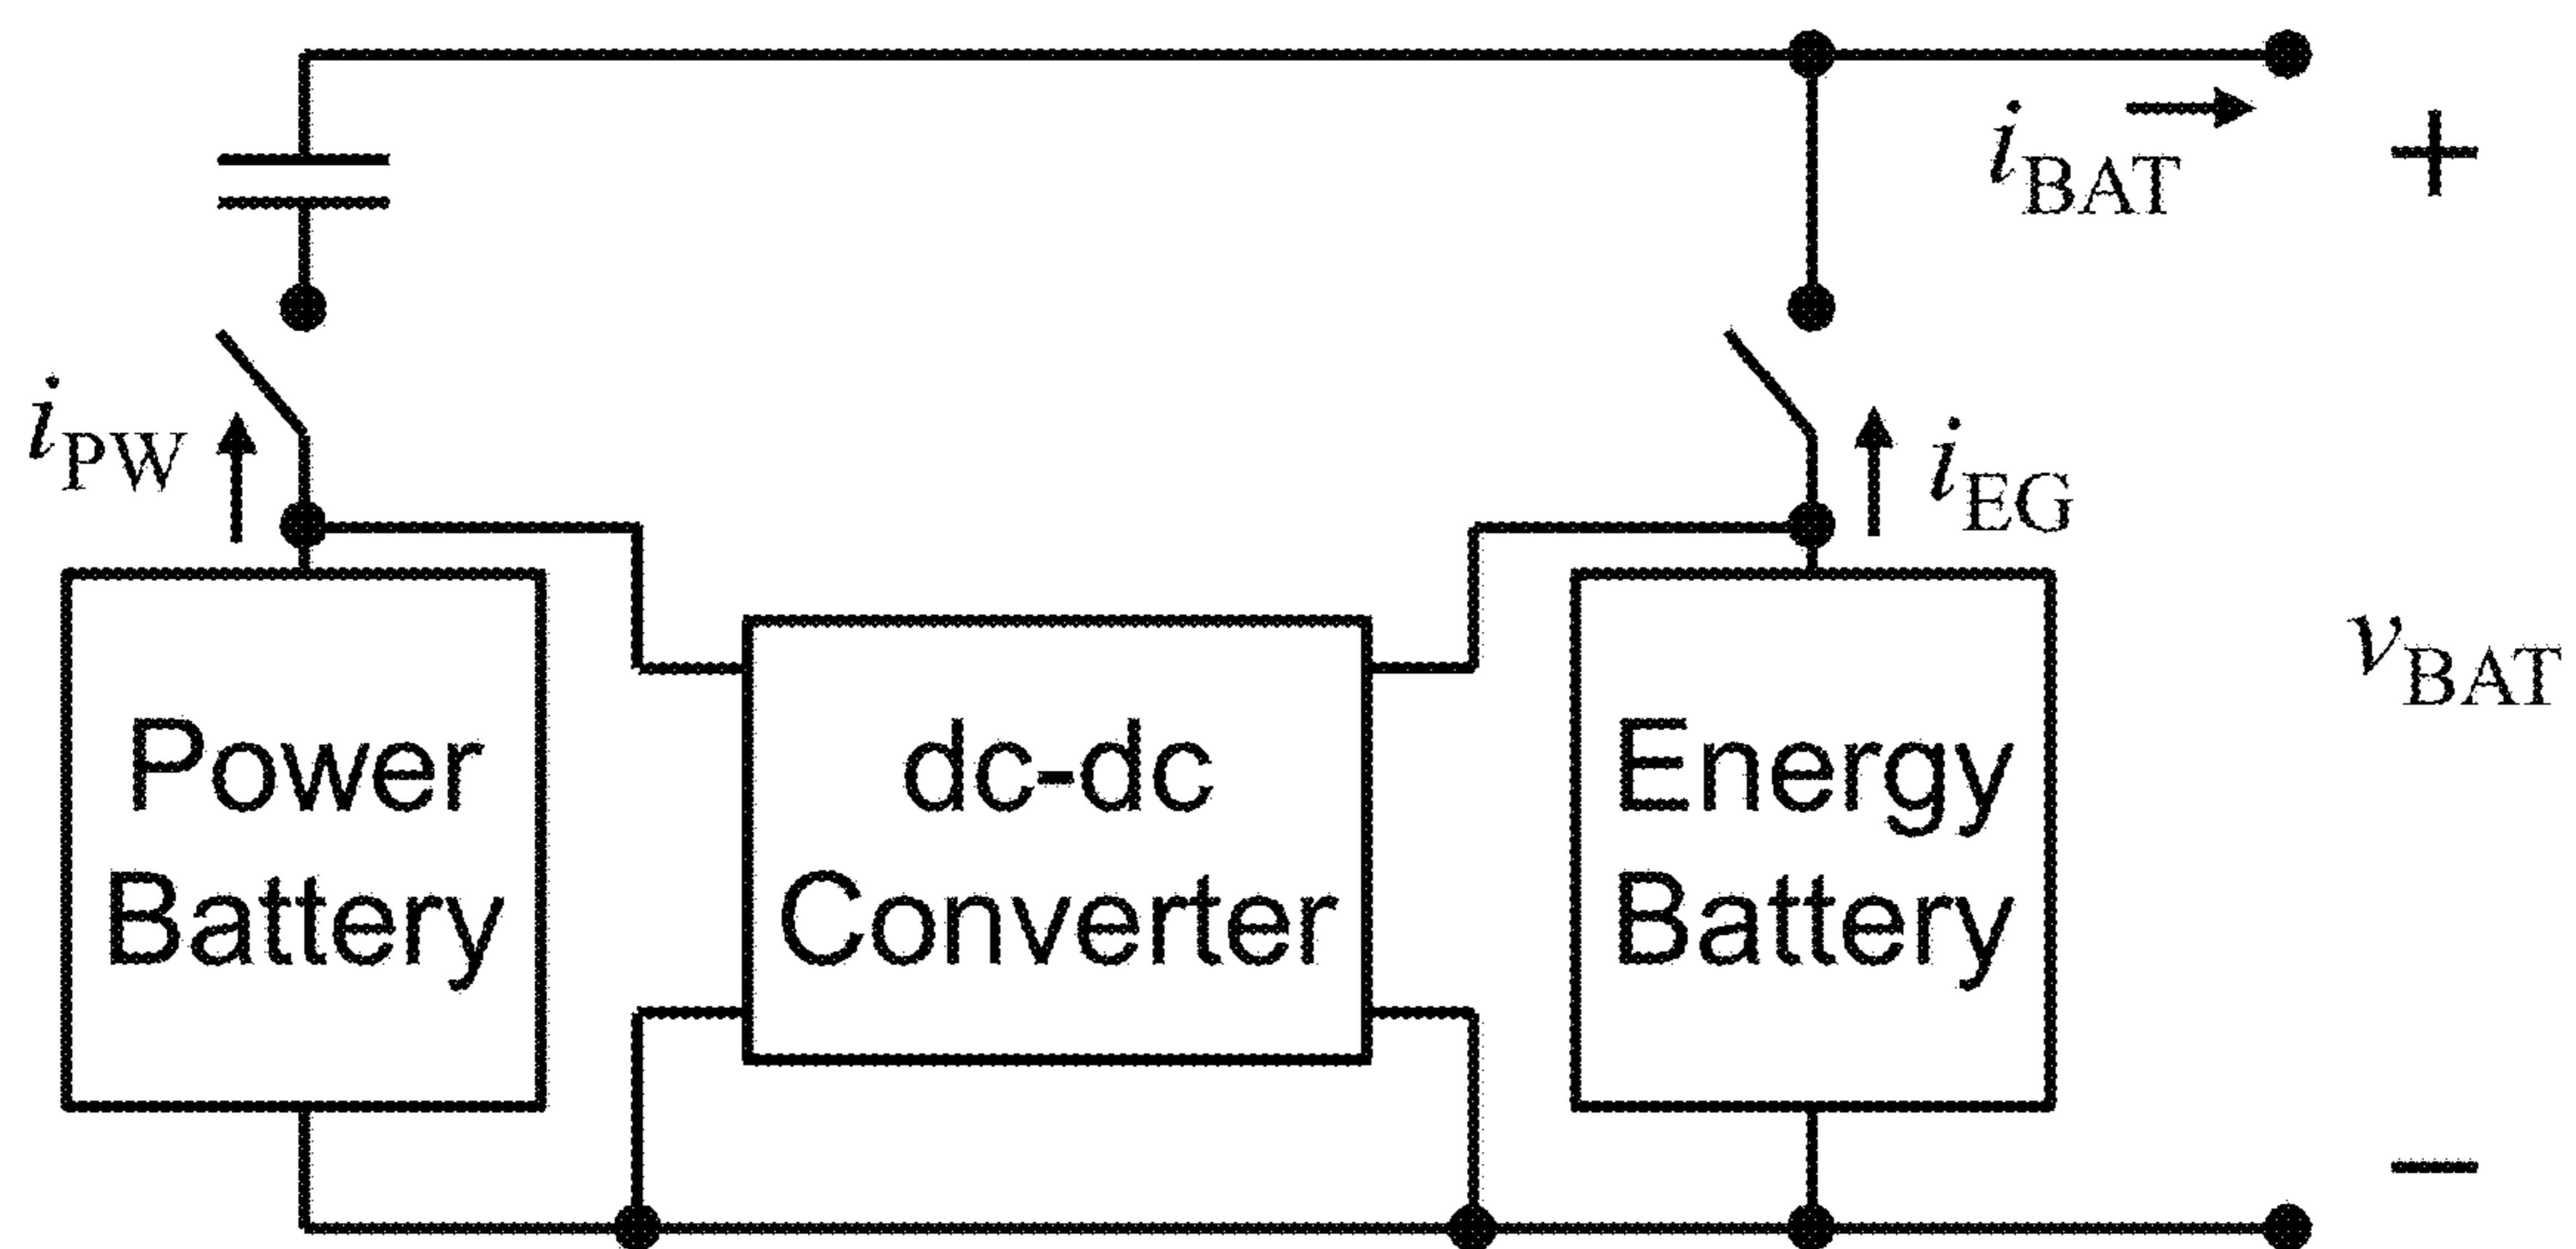 i_BAT
+
i_PW
i_EG
v_BAT
Power
Battery
dc-dc
Converter
Energy
Battery
−